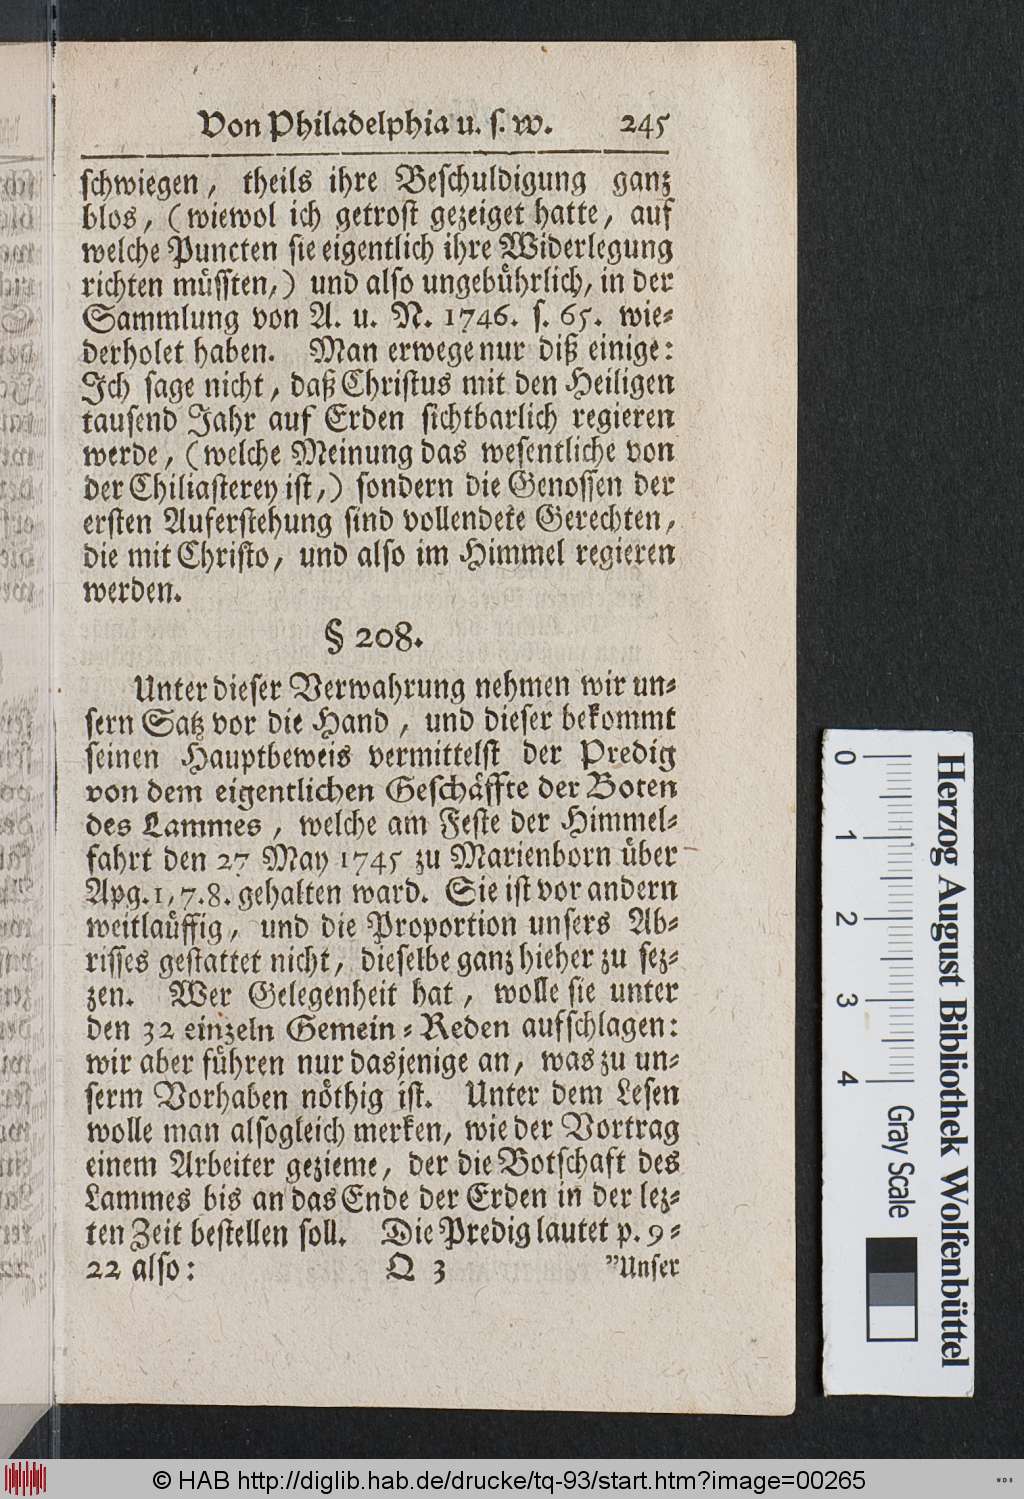 Von Philadelphia u. s. w. 245
schwiegen, theils ihre Beschuldigung ganz
blos, (wiewol ich getrost gezeiget hatte, auf
welche Puncten sie eigentlich ihre Widerlegung
richten müssten,) und also ungebührlich, in der
Sammlung von A. u. N. 1746. s. 65. wie-
derholet haben. Man erwege nur diß einige:
Ich sage nicht, daß Christus mit den Heiligen
tausend Jahr auf Erden sichtbarlich regieren
werde, (welche Meinung das wesentliche von
der Chiliasterey ist,) sondern die Genossen der
ersten Auferstehung sind vollendete Gerechten,
die mit Christo, und also im Himmel regieren
werden.
§ 208.
Unter dieser Verwahrung nehmen wir un-
sern Satz vor die Hand, und dieser bekommt
seinen Hauptbeweis vermittelst der Predig
von dem eigentlichen Geschäffte der Boten
des Lammes, welche am Feste der Himmel-
fahrt den 27 May 1745 zu Marienborn über
Apg. 1, 7. 8. gehalten ward. Sie ist vor andern
weitläuffig, und die Proportion unsers Ab-
risses gestattet nicht, dieselbe ganz hieher zu sez-
zen. Wer Gelegenheit hat, wolle sie unter
den 32 einzeln Gemein-Reden aufschlagen:
wir aber führen nur dasjenige an, was zu un-
serm Vorhaben nöthig ist. Unter dem Lesen
wolle man alsogleich merken, wie der Vortrag
einem Arbeiter gezieme, der die Botschaft des
Lammes bis an das Ende der Erden in der lez-
ten Zeit bestellen soll. Die Predig lautet p. 9-
22 also: Q 3 "Unser
0 1 2 3 4 Gray Scale
Herzog August Bibliothek Wolfenbüttel
© HAB http://diglib.hab.de/drucke/tq-93/start.htm?image=00265
WDB